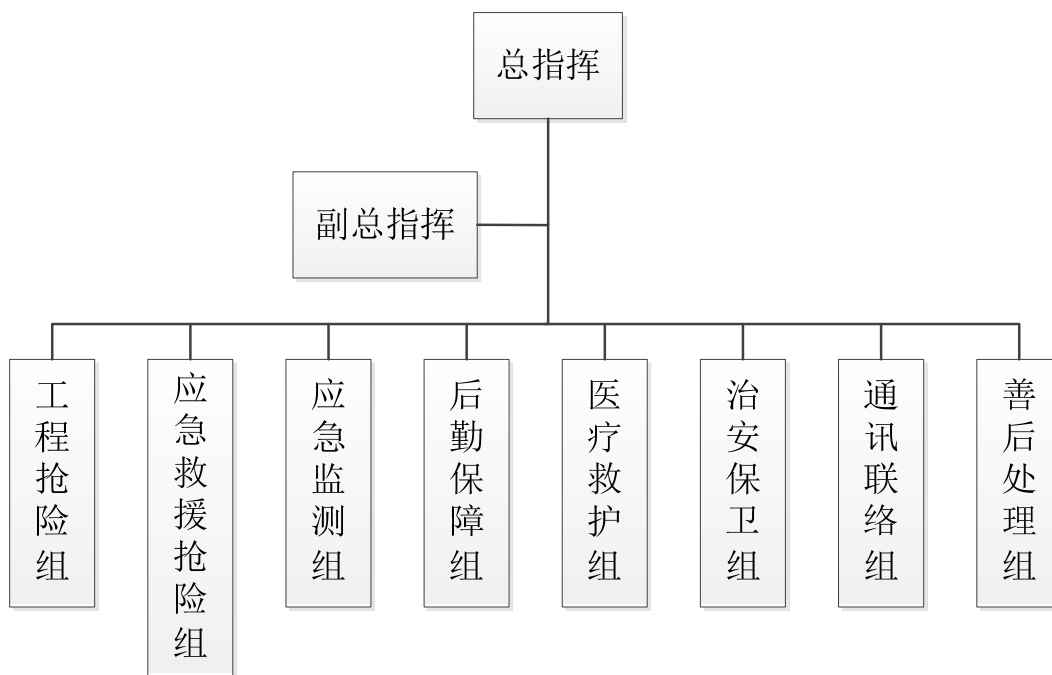 总指挥
副总指挥
工程抢险组
应急救援抢险组
应急监测组
后勤保障组
医疗救护组
治安保卫组
通讯联络组
善后处理组